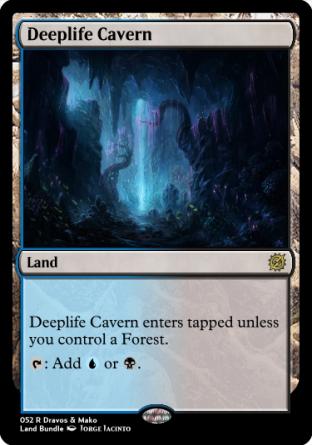 Deeplife Cavern
Land
Deeplife Cavern enters tapped unless
you control a Forest.
: Add or .
052 R Dravos & Mako
Land Bundle Jorge Jacinto